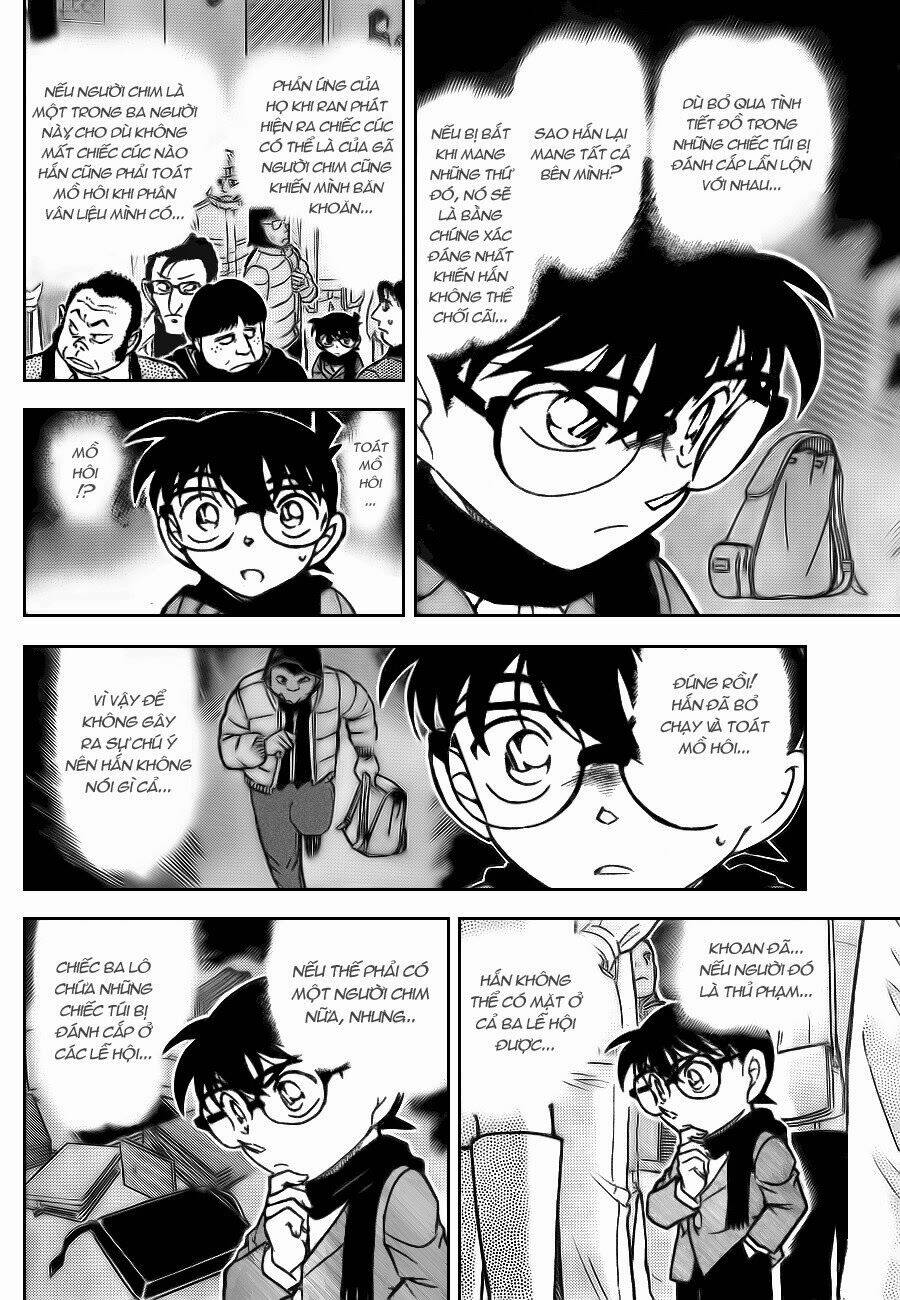 DÙ BỎ QUA TÌNH
TIẾT ĐỒ TRONG
NHỮNG CHIẾC TÚI BỊ
ĐÁNH CẮP LẪN LỘN
VỚI NHAU...
SAO HẮN LẠI
MANG TẤT CẢ
BÊN MÌNH?
NẾU BỊ BẮT
KHI MANG
NHỮNG THỨ
ĐÓ, NÓ SẼ
LÀ BẰNG
CHỨNG XÁC
ĐÁNG NHẤT
KHIẾN HẮN
KHÔNG THỂ
CHỐI CÃI...
PHẢN ỨNG CỦA
HỌ KHI RAN PHÁT
HIỆN RA CHIẾC CÚC
CÓ THỂ LÀ CỦA GÃ
NGƯỜI CHIM CŨNG
KHIẾN MÌNH BĂN
KHOĂN...
NẾU NGƯỜI CHIM LÀ
MỘT TRONG BA NGƯỜI
NÀY, CHO DÙ KHÔNG
MẤT CHIẾC CÚC NÀO
HẮN CŨNG PHẢI TOÁT
MỒ HÔI KHI PHÂN
VÂN LIỆU MÌNH CÓ...
TOÁT
MỒ HÔI
...
MỒ
HÔI
!?
ĐÚNG RỒI!
HẮN ĐÃ BỎ
CHẠY VÀ TOÁT
MỒ HÔI...
VÌ VẬY ĐỂ
KHÔNG GÂY
RA SỰ CHÚ Ý
NÊN HẮN KHÔNG
NÓI GÌ CẢ...
KHOAN ĐÃ...
NẾU NGƯỜI ĐÓ
LÀ THỦ PHẠM...
HẮN KHÔNG
THỂ CÓ MẶT Ở
CẢ BA LỄ HỘI
ĐƯỢC...
NẾU THẾ PHẢI CÓ
MỘT NGƯỜI CHIM
NỮA, NHƯNG..
CHIẾC BA LÔ
CHỨA NHỮNG
CHIẾC TÚI BỊ
ĐÁNH CẮP Ở
CÁC LỄ HỘI...